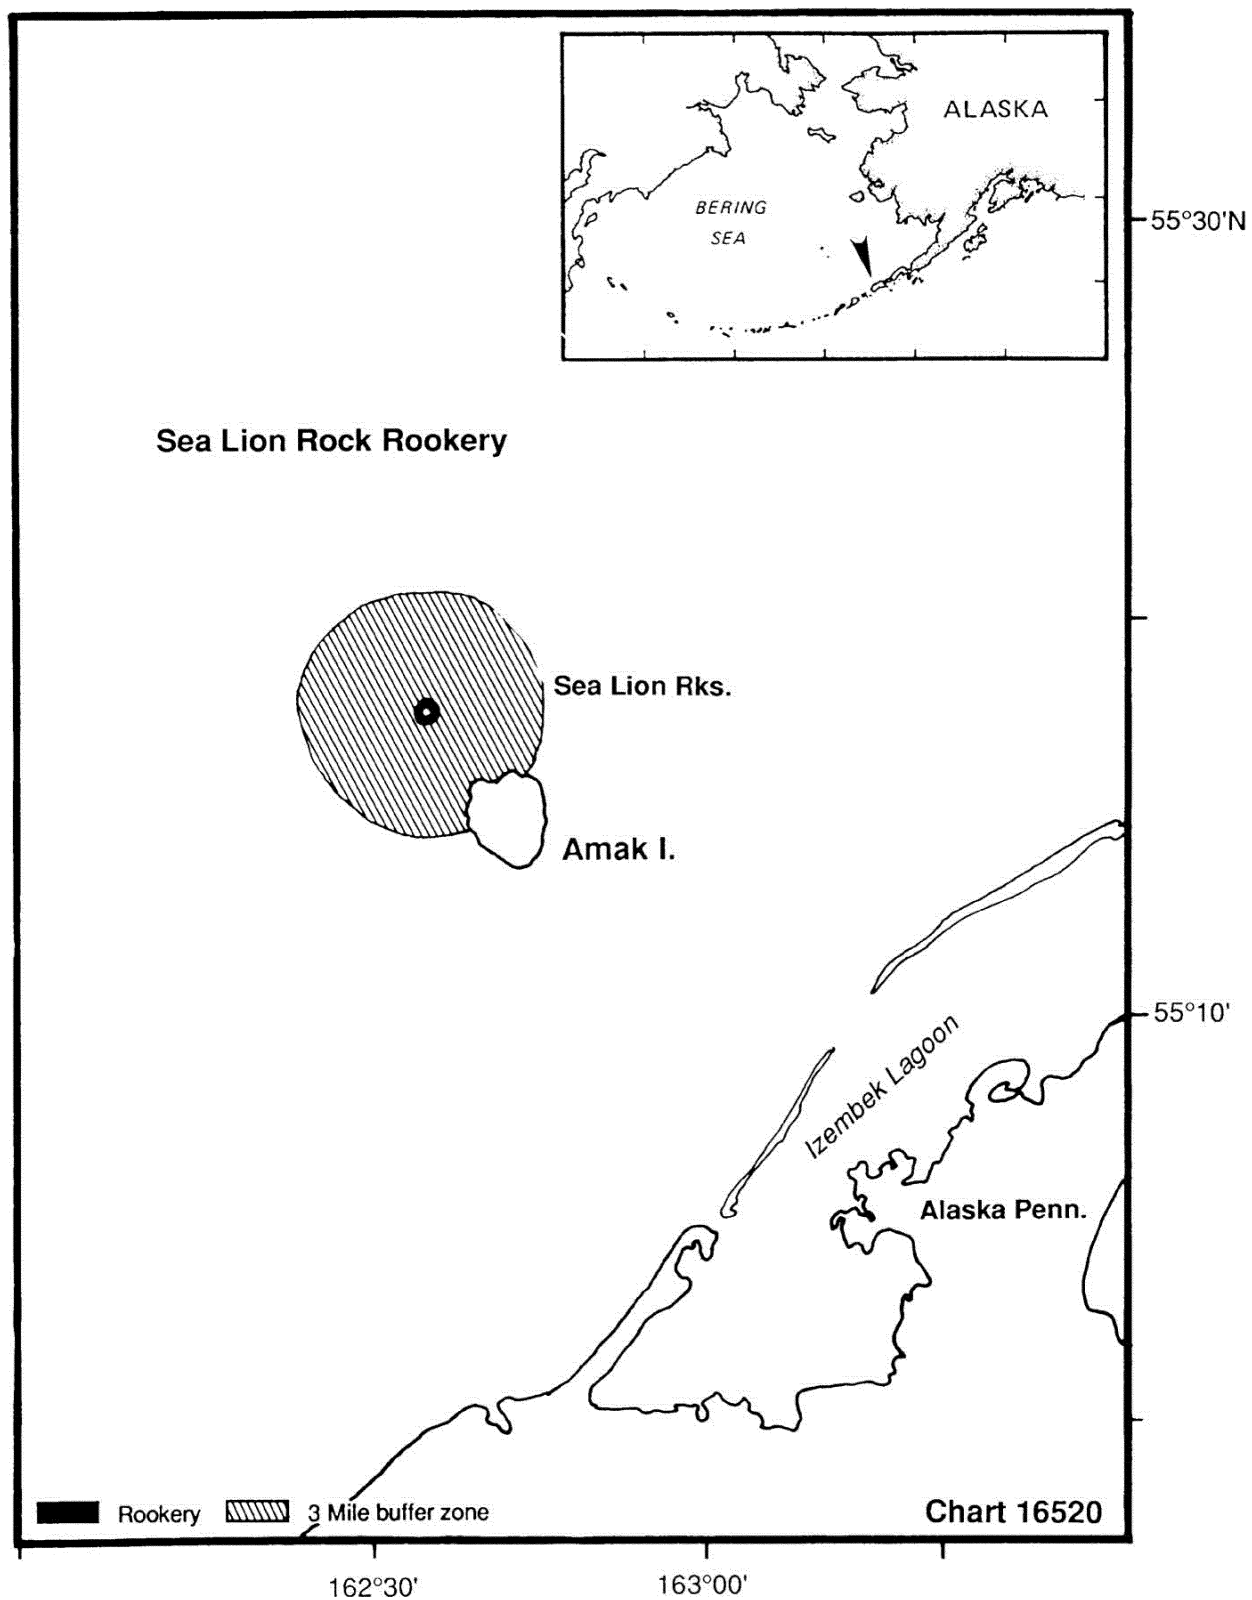 ALASKA
BERING
SEA
55°30'N
Sea Lion Rock Rookery
Sea Lion Rks.
Amak I.
55°10'
Izembek Lagoon
Alaska Penn.
Rookery
3 Mile buffer zone
Chart 16520
162°30'
163°00'